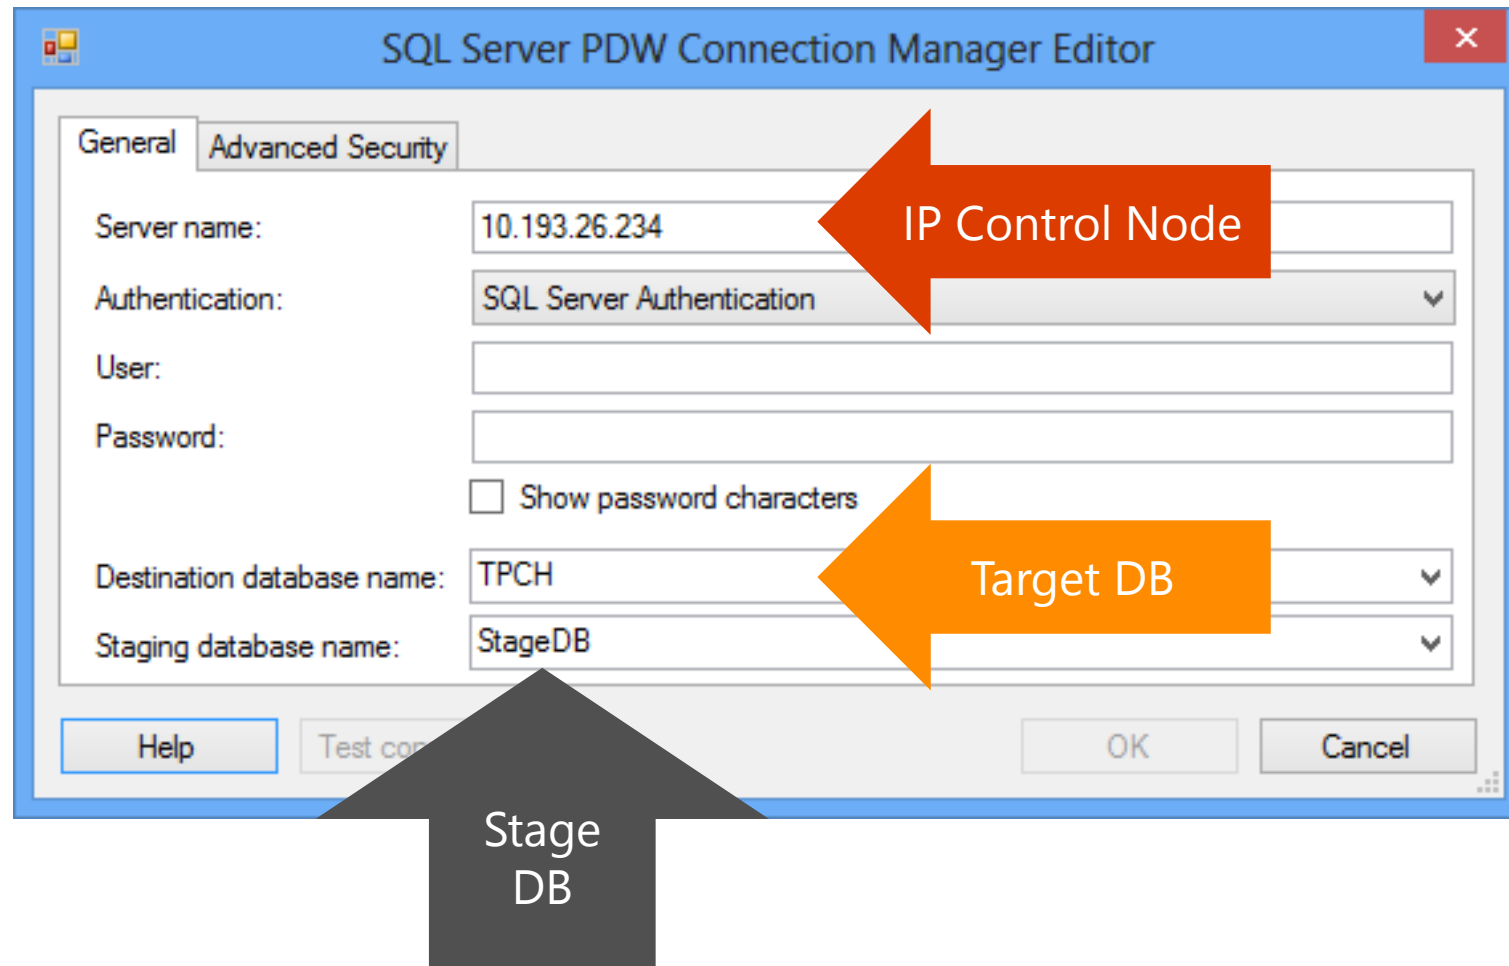 SQL Server PDW Connection Manager Editor
General
Advanced Security
Server name:
10.193.26.234
IP Control Node
Authentication:
SQL Server Authentication
User:
Password:
Show password characters
Destination database name:
TPCH
Target DB
Staging database name:
StageDB
Help
Test con
OK
Cancel
Stage
DB